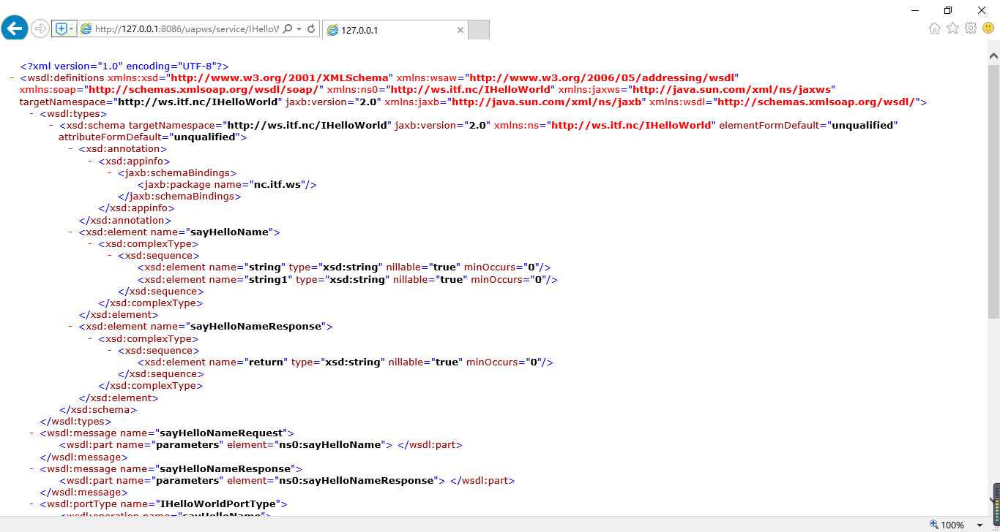 http://127.0.0.1:8086/uapws/service/IHelloW
127.0.0.1
<?xml version="1.0" encoding="UTF-8"?>
- <wsdl:definitions xmlns:xsd="http://www.w3.org/2001/XMLSchema" xmlns:wsaw="http://www.w3.org/2006/05/addressing/wsdl"
xmlns:soap="http://schemas.xmlsoap.org/wsdl/soap/" xmlns:ns0="http://ws.itf.nc/IHelloWorld" xmlns:jaxws="http://java.sun.com/xml/ns/jaxws"
targetNamespace="http://ws.itf.nc/IHelloWorld" jaxb:version="2.0" xmlns:jaxb="http://java.sun.com/xml/ns/jaxb" xmlns:wsdl="http://schemas.xmlsoap.org/wsdl/">
- <wsdl:types>
- <xsd:schema targetNamespace="http://ws.itf.nc/IHelloWorld" jaxb:version="2.0" xmlns:ns="http://ws.itf.nc/IHelloWorld" elementFormDefault="unqualified"
attributeFormDefault="unqualified">
- <xsd:annotation>
- <xsd:appinfo>
- <jaxb:schemaBindings>
<jaxb:package name="nc.itf.ws"/>
</jaxb:schemaBindings>
</xsd:appinfo>
</xsd:annotation>
- <xsd:element name="sayHelloName">
- <xsd:complexType>
- <xsd:sequence>
<xsd:element name="string" type="xsd:string" nillable="true" minOccurs="0"/>
<xsd:element name="string1" type="xsd:string" nillable="true" minOccurs="0"/>
</xsd:sequence>
</xsd:complexType>
</xsd:element>
- <xsd:element name="sayHelloNameResponse">
- <xsd:complexType>
- <xsd:sequence>
<xsd:element name="return" type="xsd:string" nillable="true" minOccurs="0"/>
</xsd:sequence>
</xsd:complexType>
</xsd:element>
</xsd:schema>
</wsdl:types>
- <wsdl:message name="sayHelloNameRequest">
<wsdl:part name="parameters" element="ns0:sayHelloName"> </wsdl:part>
</wsdl:message>
- <wsdl:message name="sayHelloNameResponse">
<wsdl:part name="parameters" element="ns0:sayHelloNameResponse"> </wsdl:part>
</wsdl:message>
- <wsdl:portType name="IHelloWorldPortType">
<wsdl:operation name="sayHelloName">
100%